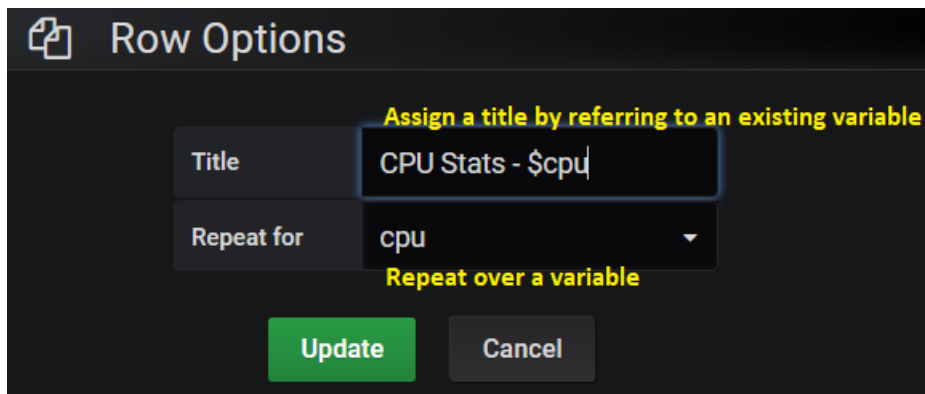 Row Options
Assign a title by referring to an existing variable
Title
CPU Stats - $cpu
Repeat for
cpu
Repeat over a variable
Update
Cancel